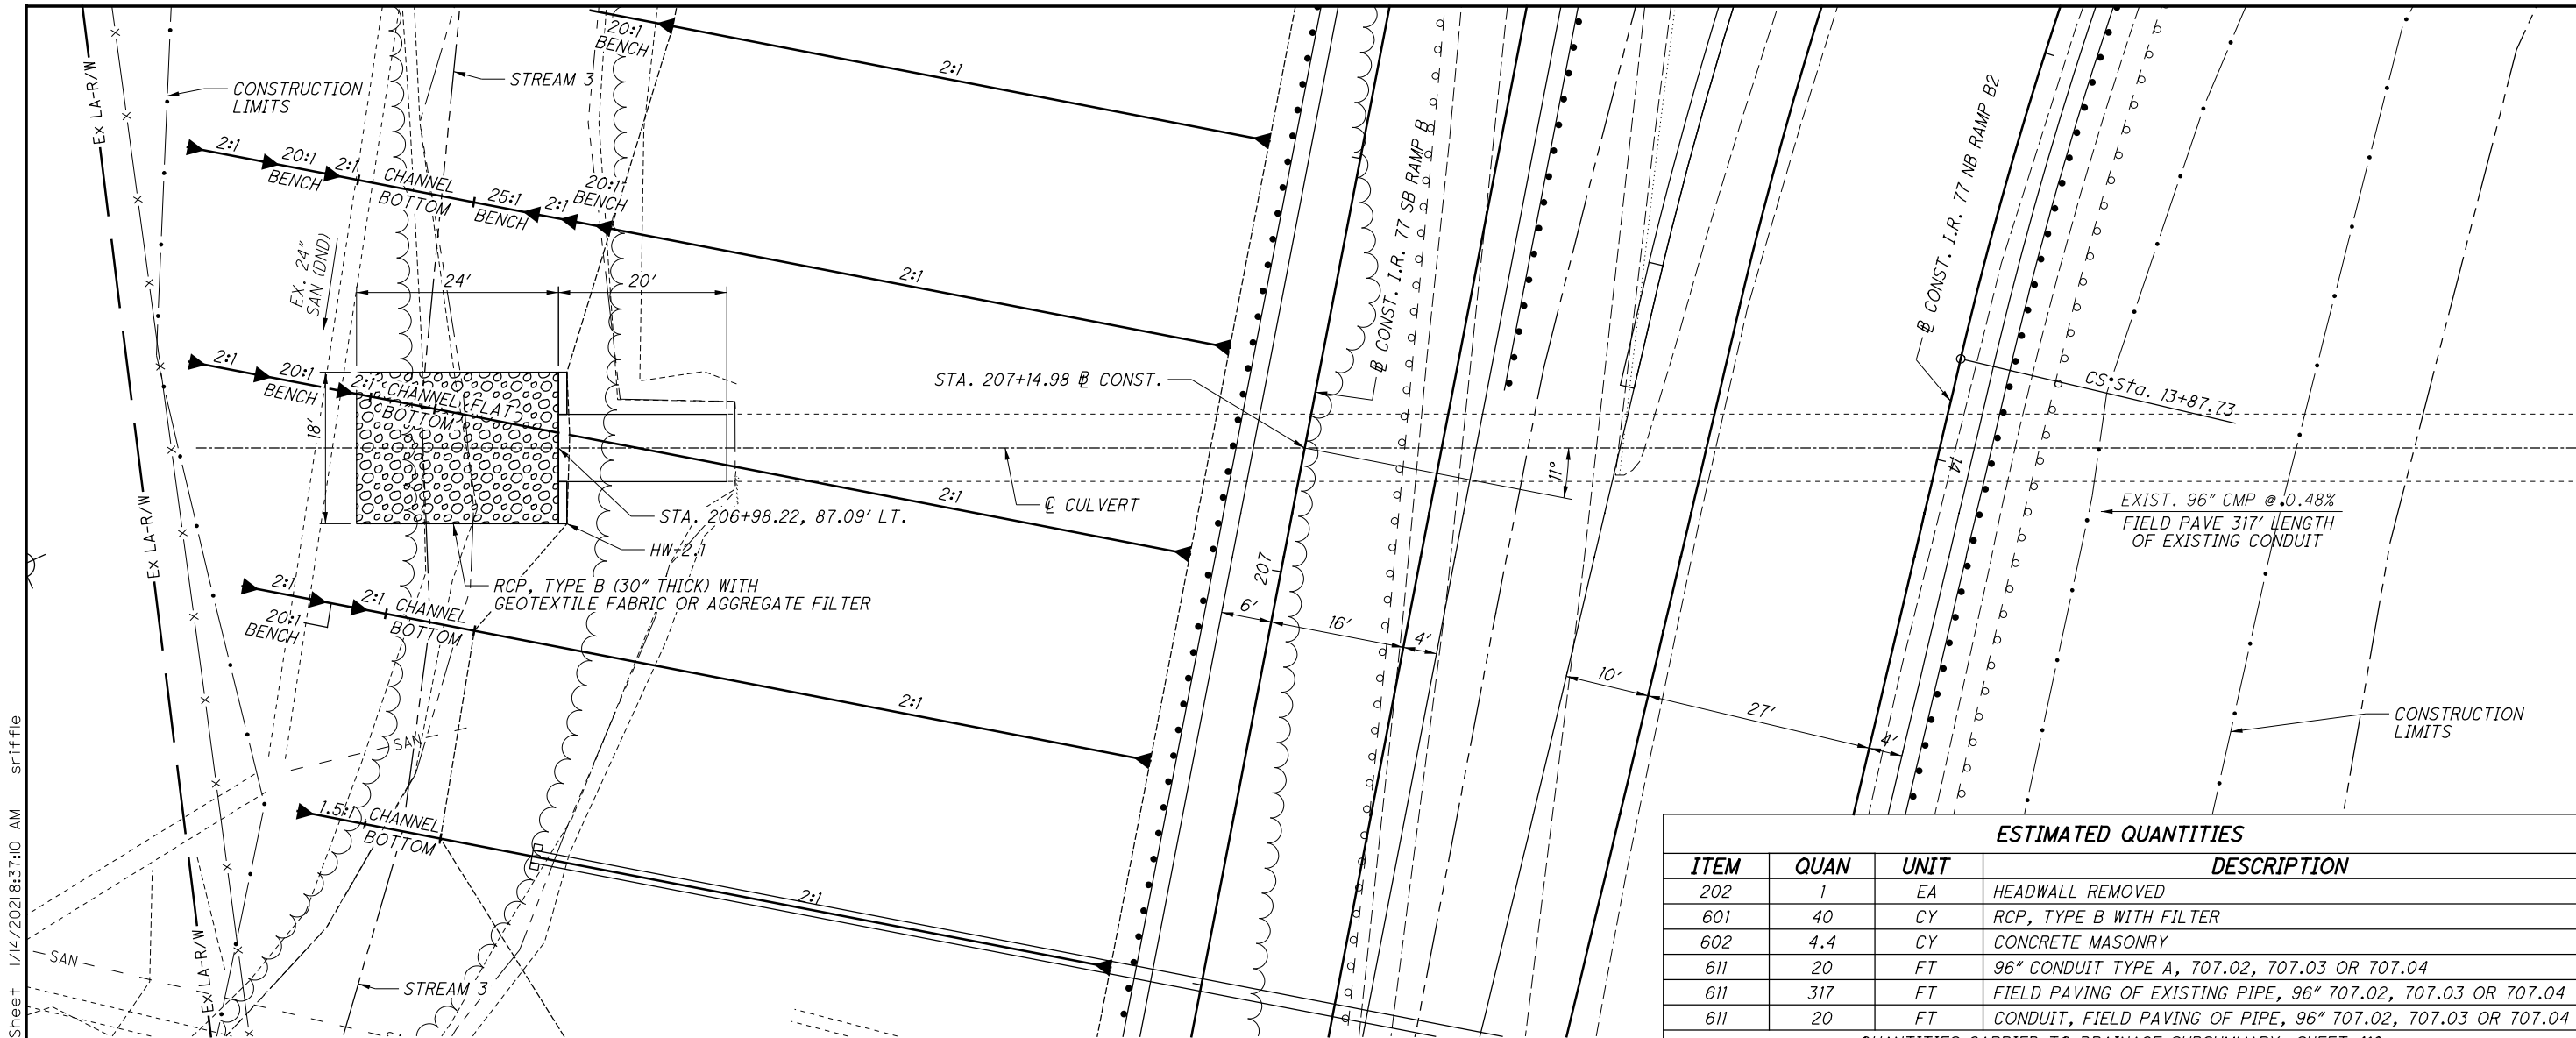 20:1
BENCH
2:1
STREAM 3
CONSTRUCTION
LIMITS
Ex LA-R/W
2:1
20:1
BENCH
2:1
CHANNEL
BOTTOM
25:1
BENCH
2:1
20:1
BENCH
2:1
EX. 24"
SAN (DND)
24'
20'
18'
2:1
20:1
BENCH
2:1
CHANNEL FLAT
BOTTOM
2:1
STA. 207+14.98 ℄ CONST.
℄ CONST. I.R. 77 SB RAMP B
℄ CONST. I.R. 77 NB RAMP B2
CS Sta. 13+87.73
14
11°
℄ CULVERT
STA. 206+98.22, 87.09' LT.
HW-2.1
RCP, TYPE B (30" THICK) WITH
GEOTEXTILE FABRIC OR AGGREGATE FILTER
EXIST. 96" CMP @ 0.48%
FIELD PAVE 317' LENGTH
OF EXISTING CONDUIT
Ex LA-R/W
2:1
20:1
BENCH
2:1
CHANNEL
BOTTOM
2:1
207
6'
16'
4'
10'
27'
4'
CONSTRUCTION
LIMITS
SAN
1.5:1
CHANNEL
BOTTOM
2:1
SAN
Ex LA-R/W
STREAM 3
Sheet 1/14/2021 8:37:10 AM sriffle
ESTIMATED QUANTITIES
ITEM QUAN UNIT DESCRIPTION
202 1 EA HEADWALL REMOVED
601 40 CY RCP, TYPE B WITH FILTER
602 4.4 CY CONCRETE MASONRY
611 20 FT 96" CONDUIT TYPE A, 707.02, 707.03 OR 707.04
611 317 FT FIELD PAVING OF EXISTING PIPE, 96" 707.02, 707.03 OR 707.04
611 20 FT CONDUIT, FIELD PAVING OF PIPE, 96" 707.02, 707.03 OR 707.04